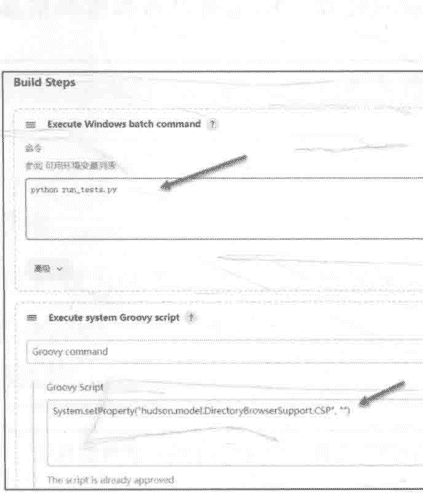 Build Steps
Execute Windows batch command ?
命令
参阅 可用环境变量列表
python run_tests.py
高级
Execute system Groovy script ?
Groovy command
Groovy Script
System.setProperty("hudson.model.DirectoryBrowserSupport.CSP", "")
The script is already approved